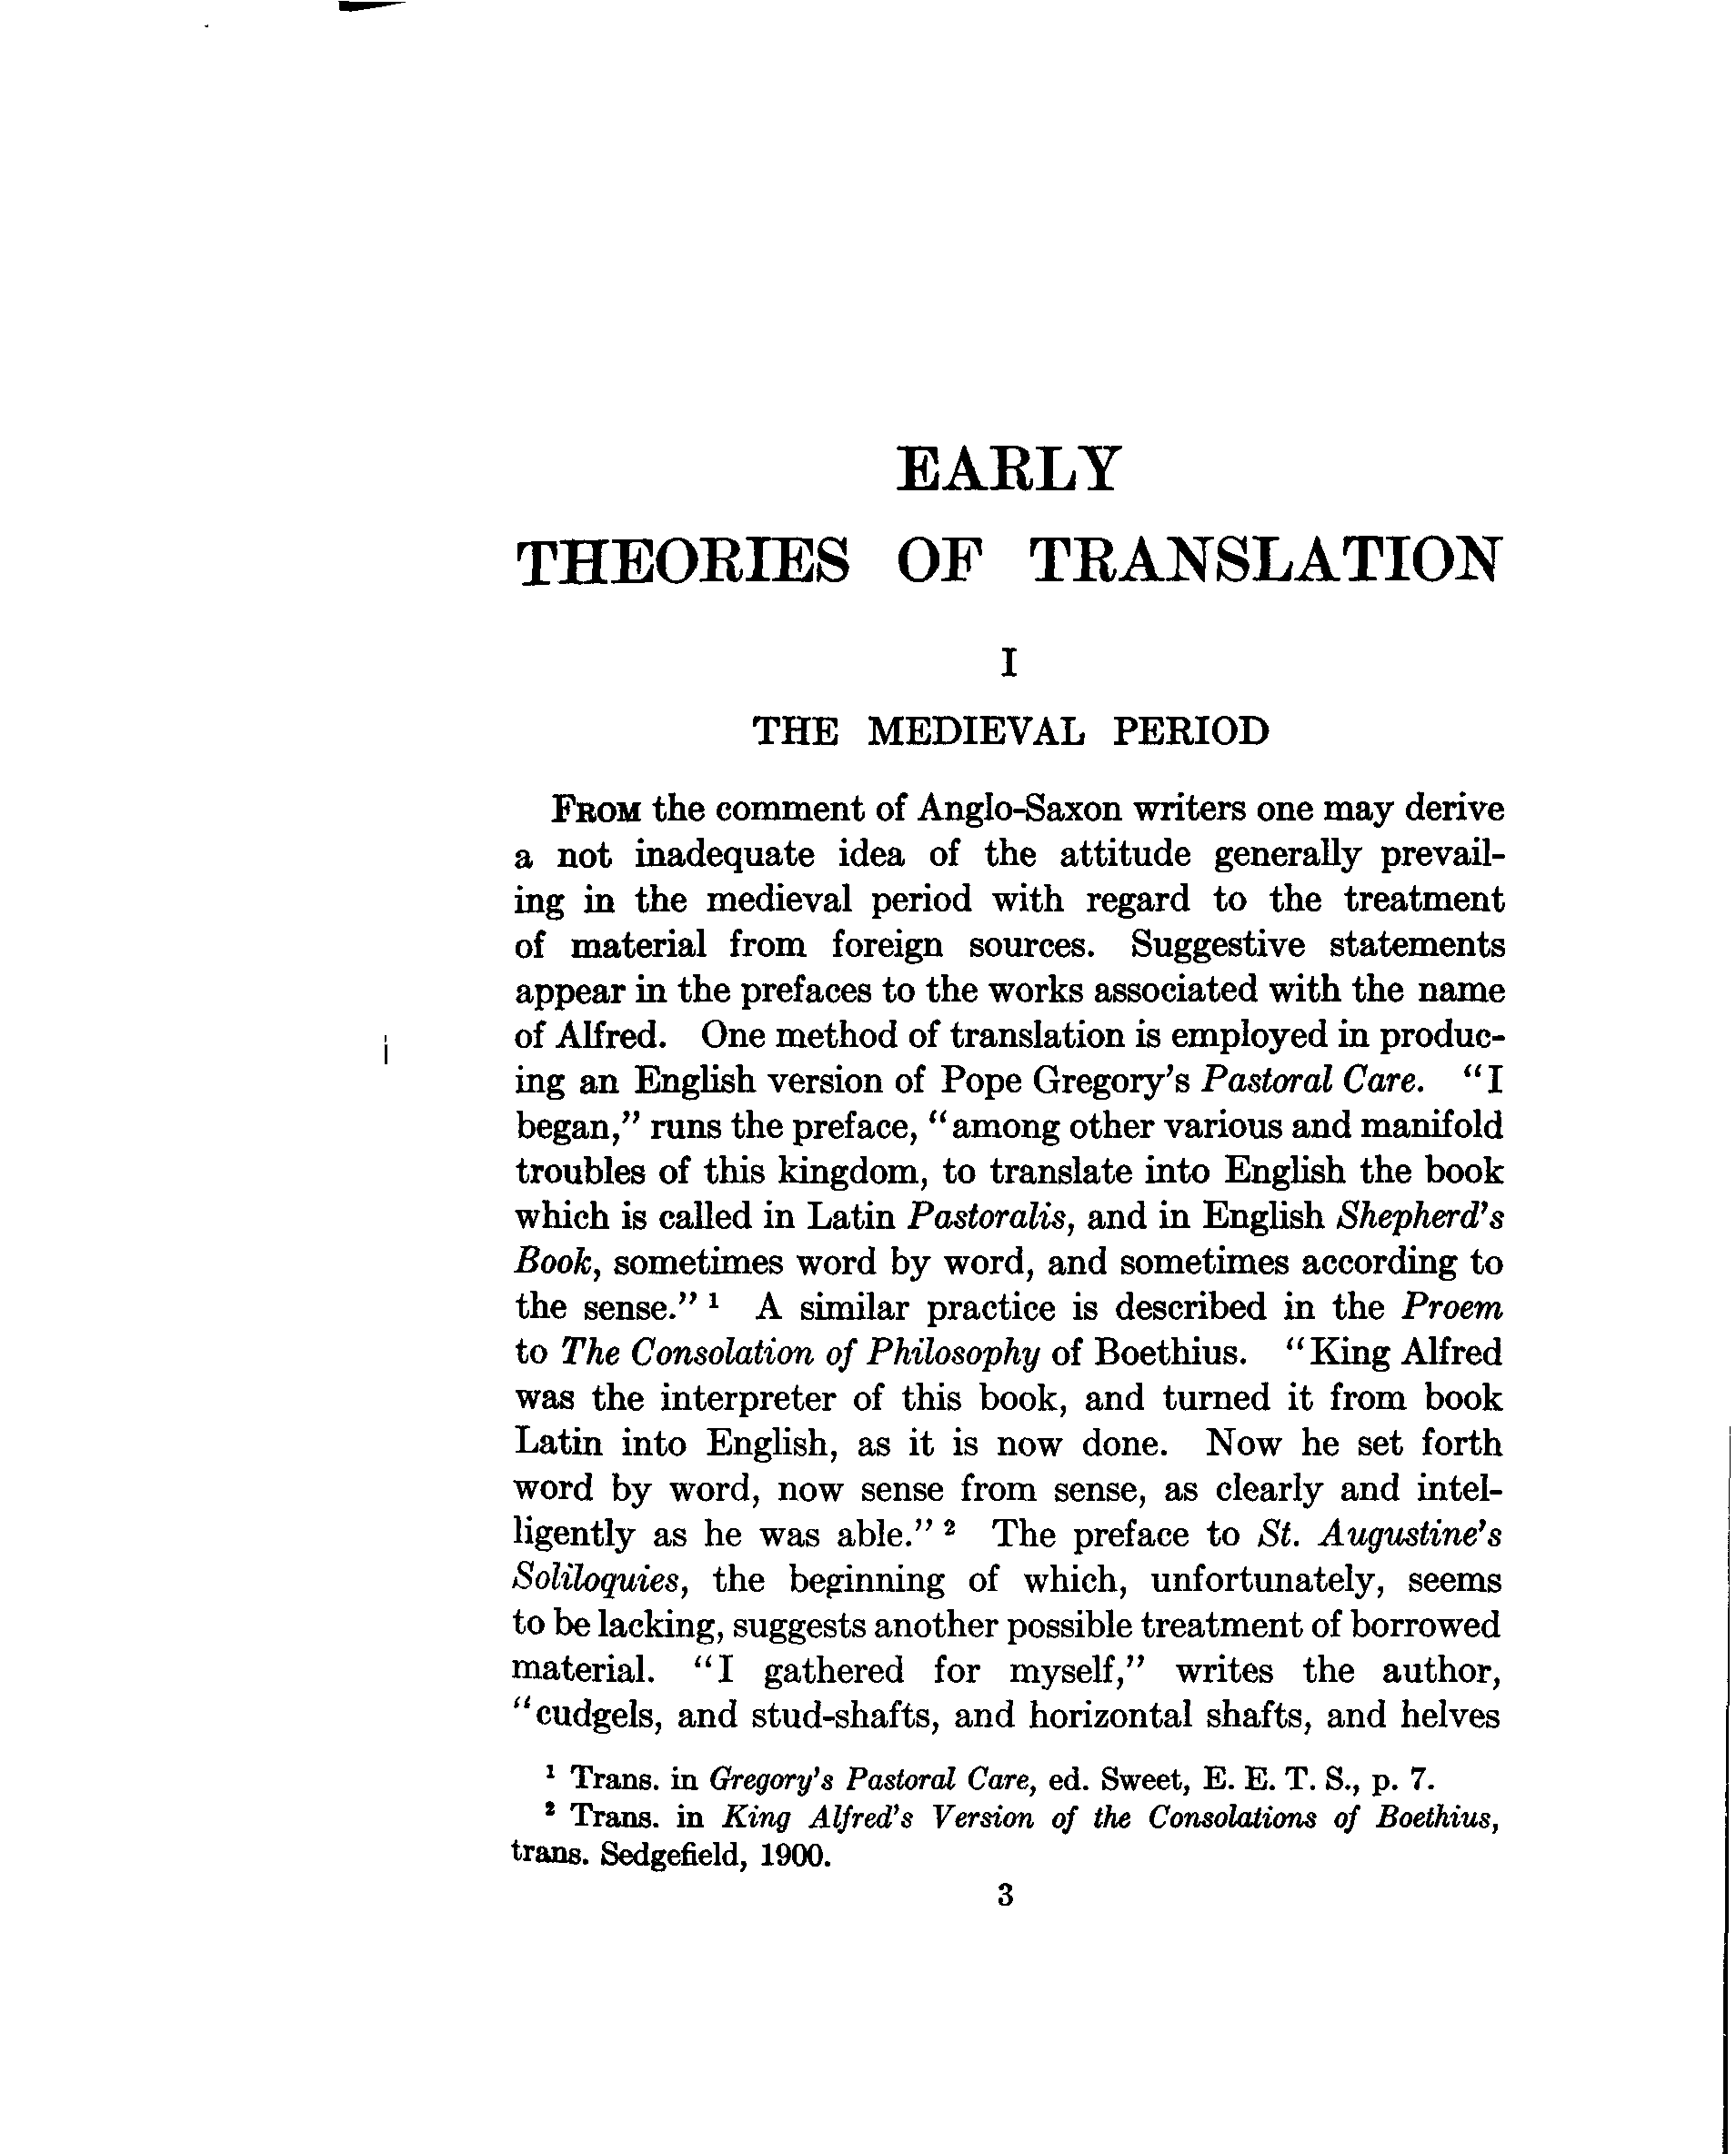 EARLY
THEORIES OF TRANSLATION
I
THE MEDIEVAL PERIOD
FROM the comment of Anglo-Saxon writers one may derive
a not inadequate idea of the attitude generally prevail-
ing in the medieval period with regard to the treatment
of material from foreign sources. Suggestive statements
appear in the prefaces to the works associated with the name
of Alfred. One method of translation is employed in produc-
ing an English version of Pope Gregory's Pastoral Care. "I
began," runs the preface, "among other various and manifold
troubles of this kingdom, to translate into English the book
which is called in Latin Pastoralis, and in English Shepherd's
Book, sometimes word by word, and sometimes according to
the sense." 1 A similar practice is described in the Proem
to The Consolation of Philosophy of Boethius. "King Alfred
was the interpreter of this book, and turned it from book
Latin into English, as it is now done. Now he set forth
word by word, now sense from sense, as clearly and intel-
ligently as he was able." 2 The preface to St. Augustine's
Soliloquies, the beginning of which, unfortunately, seems
to be lacking, suggests another possible treatment of borrowed
material. "I gathered for myself," writes the author,
"cudgels, and stud-shafts, and horizontal shafts, and helves
1 Trans. in Gregory's Pastoral Care, ed. Sweet, E. E. T. S., p. 7.
2 Trans. in King Alfred's Version of the Consolations of Boethius,
trans. Sedgefield, 1900.
3